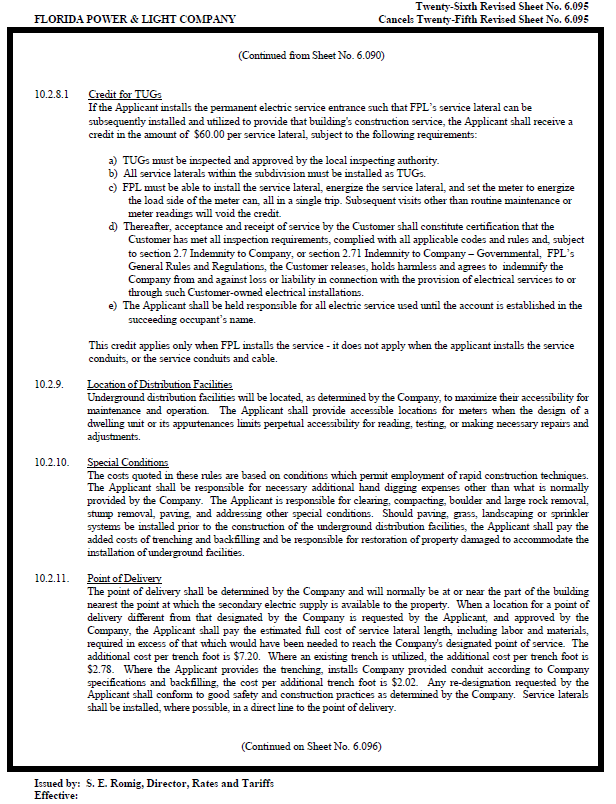 Twenty-Sixth Revised Sheet No. 6.095
FLORIDA POWER & LIGHT COMPANY Cancels Twenty-Fifth Revised Sheet No. 6.095
(Continued from Sheet No. 6.090)
10.2.8.1 Credit for TUGs
If the Applicant installs the permanent electric service entrance such that FPL's service lateral can be
subsequently installed and utilized to provide that building's construction service, the Applicant shall receive a
credit in the amount of $60.00 per service lateral, subject to the following requirements:
a) TUGs must be inspected and approved by the local inspecting authority.
b) All service laterals within the subdivision must be installed as TUGs.
c) FPL must be able to install the service lateral, energize the service lateral, and set the meter to energize
the load side of the meter can, all in a single trip. Subsequent visits other than routine maintenance or
meter readings will void the credit.
d) Thereafter, acceptance and receipt of service by the Customer shall constitute certification that the
Customer has met all inspection requirements, complied with all applicable codes and rules and, subject
to section 2.7 Indemnity to Company, or section 2.71 Indemnity to Company – Governmental, FPL's
General Rules and Regulations, the Customer releases, holds harmless and agrees to indemnify the
Company from and against loss or liability in connection with the provision of electrical services to or
through such Customer-owned electrical installations.
e) The Applicant shall be held responsible for all electric service used until the account is established in the
succeeding occupant's name.
This credit applies only when FPL installs the service - it does not apply when the applicant installs the service
conduits, or the service conduits and cable.
10.2.9. Location of Distribution Facilities
Underground distribution facilities will be located, as determined by the Company, to maximize their accessibility for
maintenance and operation. The Applicant shall provide accessible locations for meters when the design of a
dwelling unit or its appurtenances limits perpetual accessibility for reading, testing, or making necessary repairs and
adjustments.
10.2.10. Special Conditions
The costs quoted in these rules are based on conditions which permit employment of rapid construction techniques.
The Applicant shall be responsible for necessary additional hand digging expenses other than what is normally
provided by the Company. The Applicant is responsible for clearing, compacting, boulder and large rock removal,
stump removal, paving, and addressing other special conditions. Should paving, grass, landscaping or sprinkler
systems be installed prior to the construction of the underground distribution facilities, the Applicant shall pay the
added costs of trenching and backfilling and be responsible for restoration of property damaged to accommodate the
installation of underground facilities.
10.2.11. Point of Delivery
The point of delivery shall be determined by the Company and will normally be at or near the part of the building
nearest the point at which the secondary electric supply is available to the property. When a location for a point of
delivery different from that designated by the Company is requested by the Applicant, and approved by the
Company, the Applicant shall pay the estimated full cost of service lateral length, including labor and materials,
required in excess of that which would have been needed to reach the Company's designated point of service. The
additional cost per trench foot is $7.20. Where an existing trench is utilized, the additional cost per trench foot is
$2.78. Where the Applicant provides the trenching, installs Company provided conduit according to Company
specifications and backfilling, the cost per additional trench foot is $2.02. Any re-designation requested by the
Applicant shall conform to good safety and construction practices as determined by the Company. Service laterals
shall be installed, where possible, in a direct line to the point of delivery.
(Continued on Sheet No. 6.096)
Issued by: S. E. Romig, Director, Rates and Tariffs
Effective: